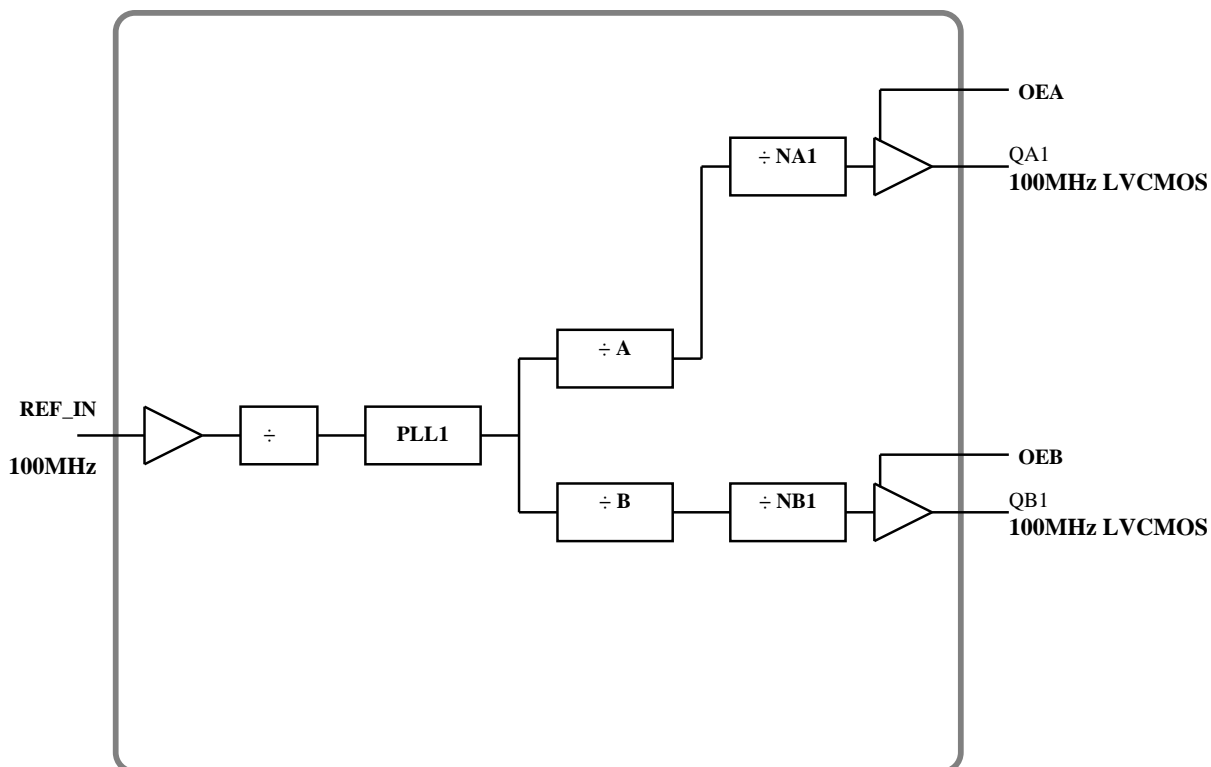 OEA
÷ NA1
QA1
100MHz LVCMOS
÷ A
REF_IN
÷
PLL1
100MHz
OEB
÷ B
÷ NB1
QB1
100MHz LVCMOS